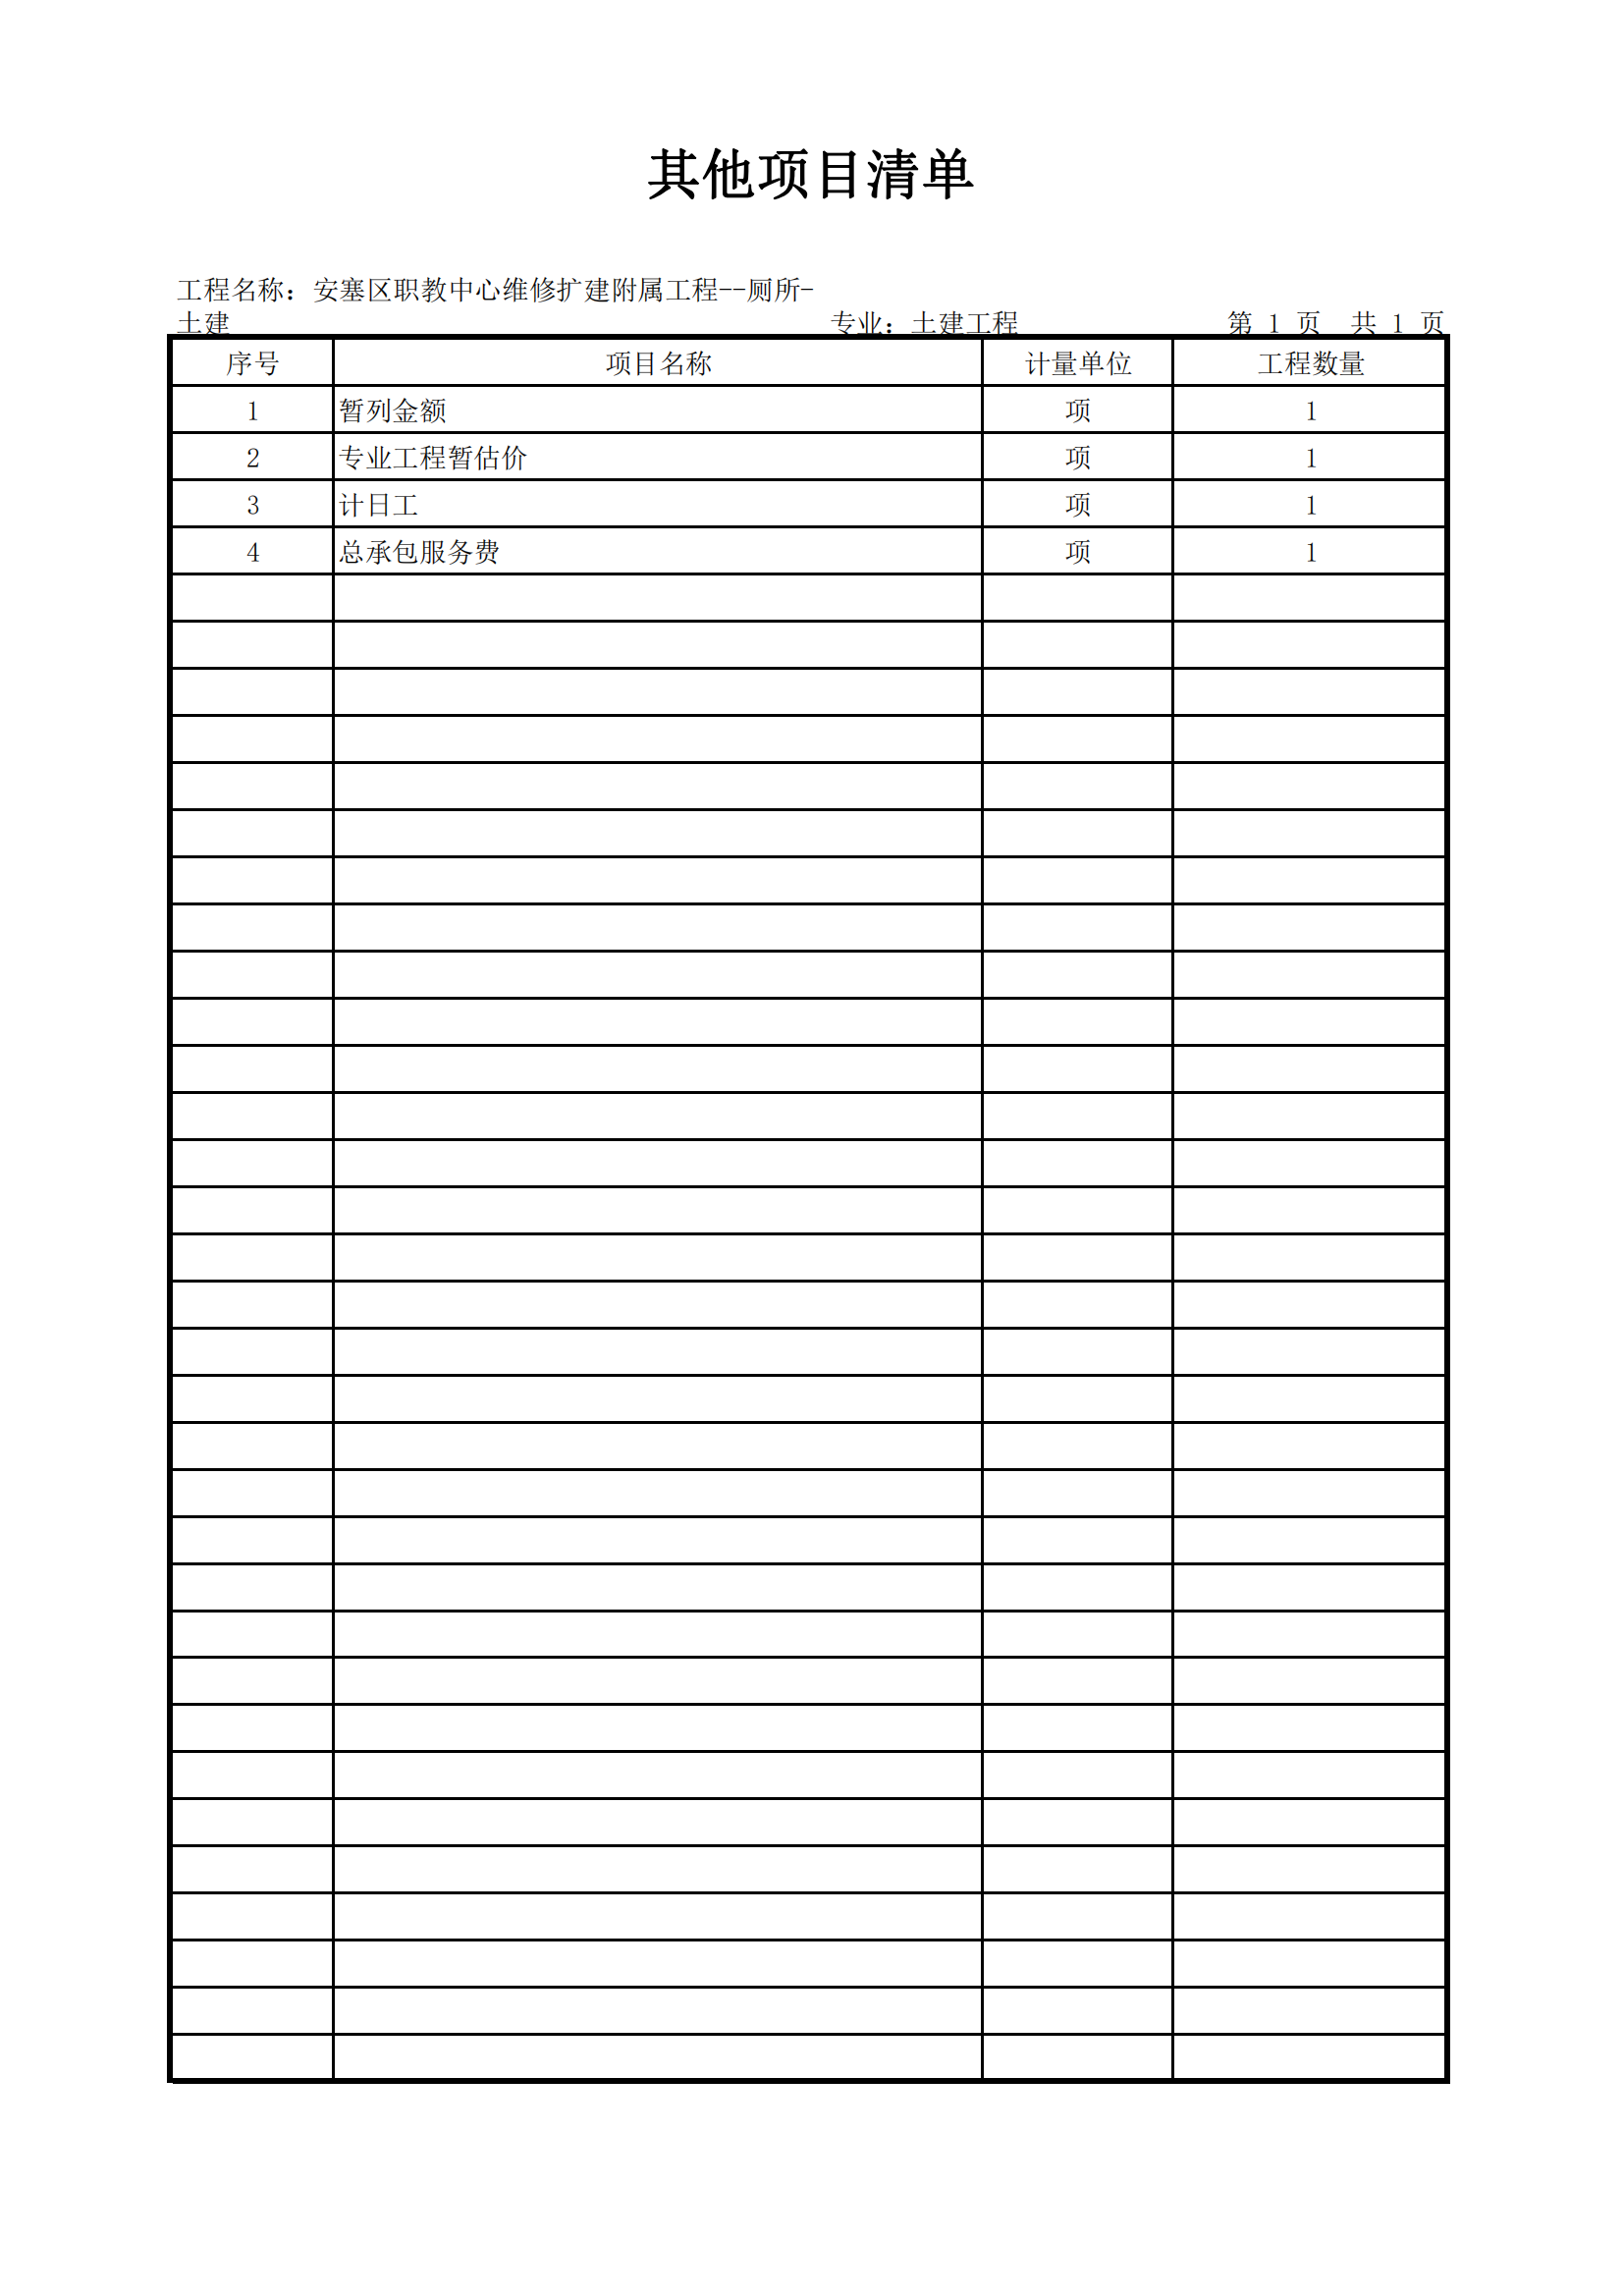 其他项目清单
工程名称：安塞区职教中心维修扩建附属工程--厕所-
土建 专业：土建工程 第 1 页 共 1 页
序号 项目名称 计量单位 工程数量
1 暂列金额 项 1
2 专业工程暂估价 项 1
3 计日工 项 1
4 总承包服务费 项 1